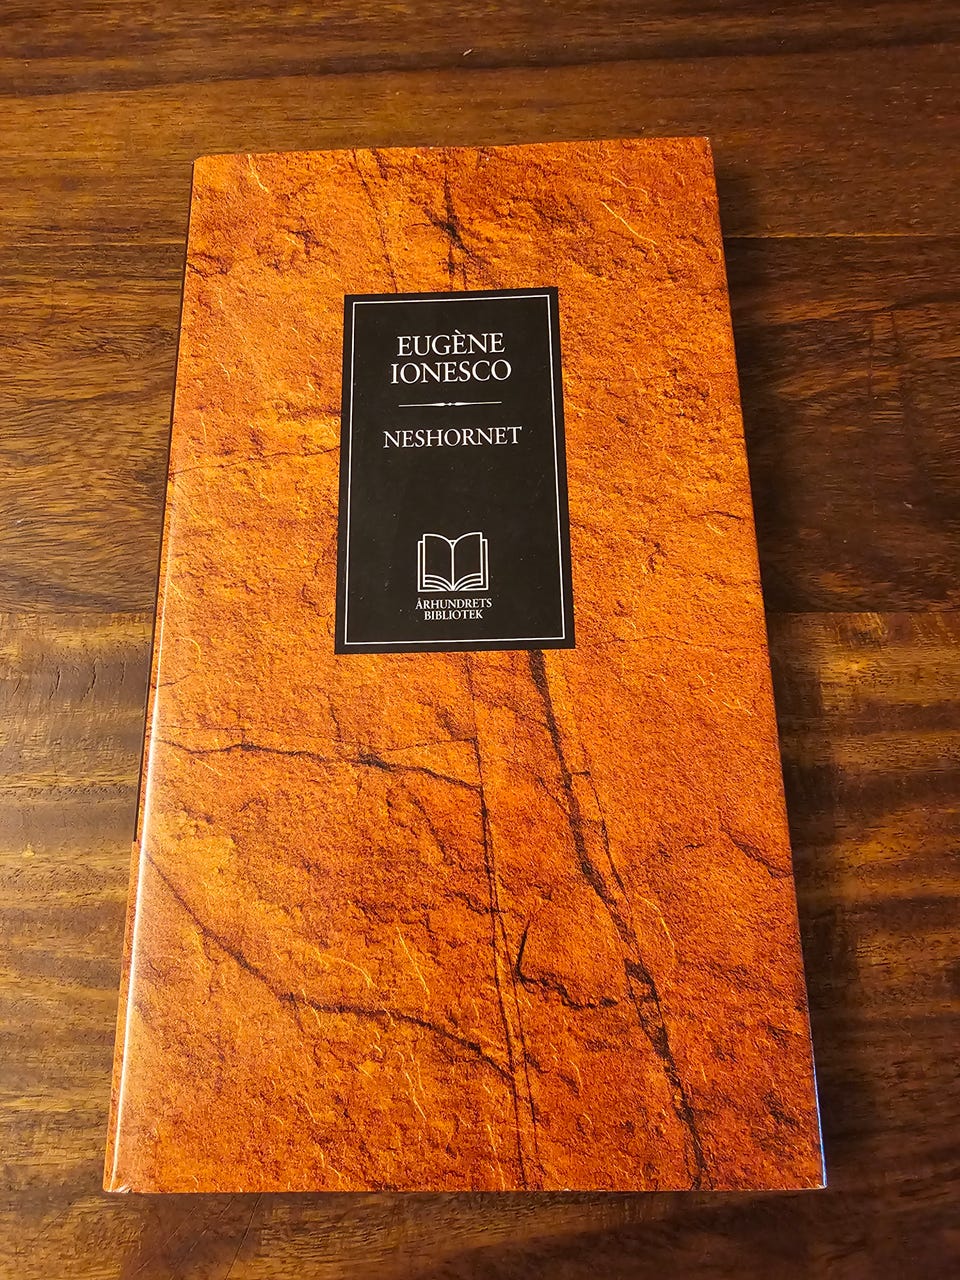 EUGÈNE
IONESCO
NESHORNET
ÅRHUNDRETS
BIBLIOTEK